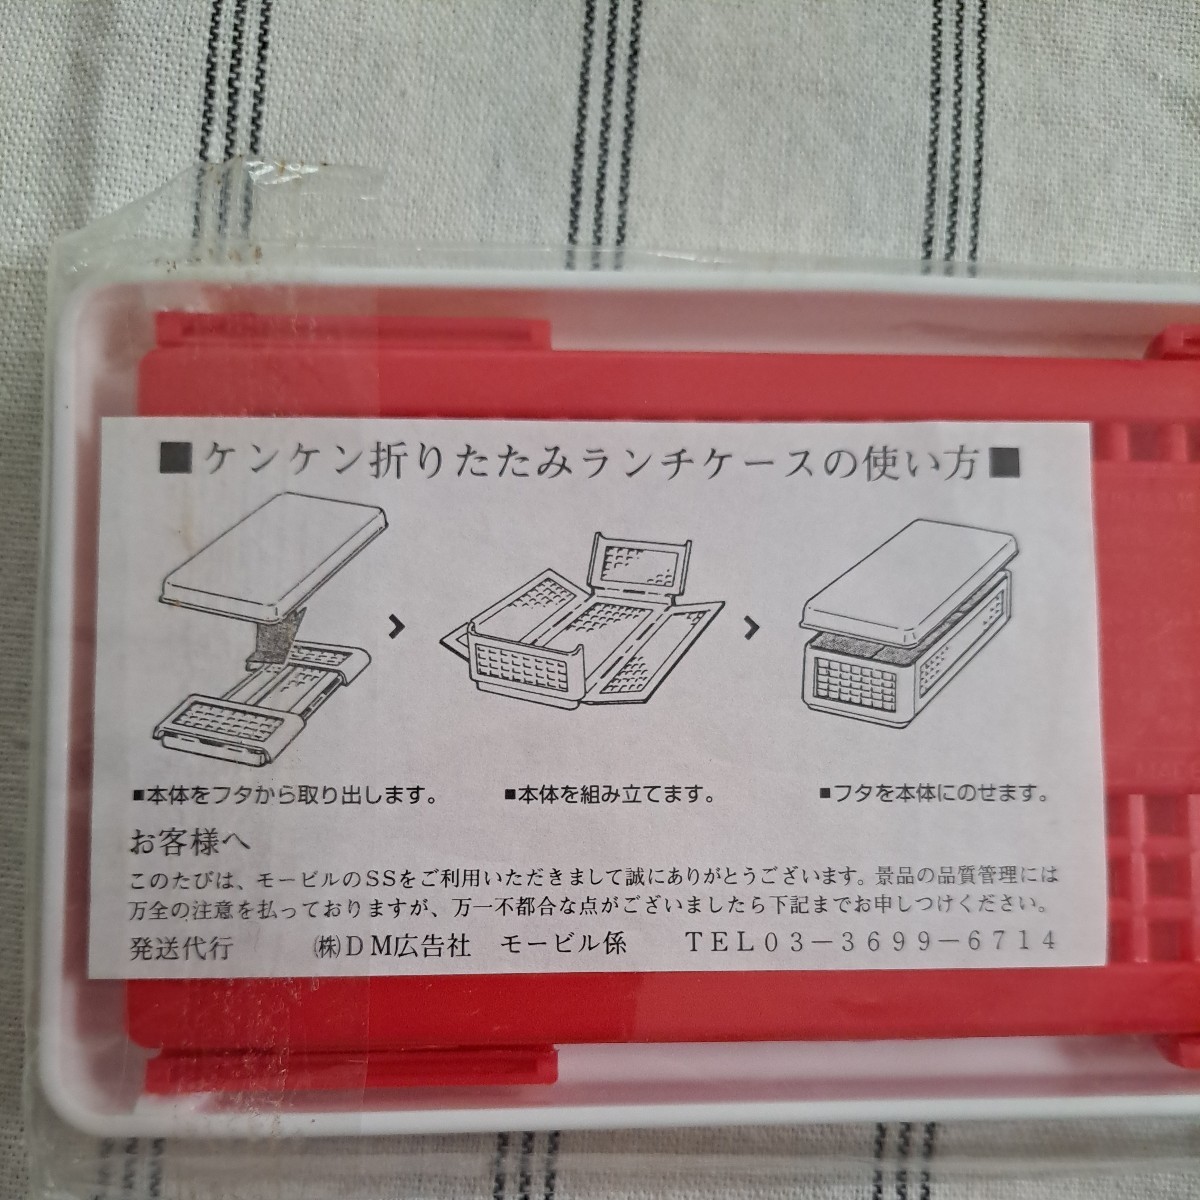 ■ケンケン折りたたみランチケースの使い方■
■本体をフタから取り出します。
■本体を組み立てます。
■フタを本体にのせます。
お客様へ
このたびは、モービルのSSをご利用いただきまして誠にありがとうございます。景品の品質管理には
万全の注意を払っておりますが、万一不都合な点がございましたら下記までお申しつけください。
発送代行　㈱DM広告社　モービル係　TEL03－3699－6714